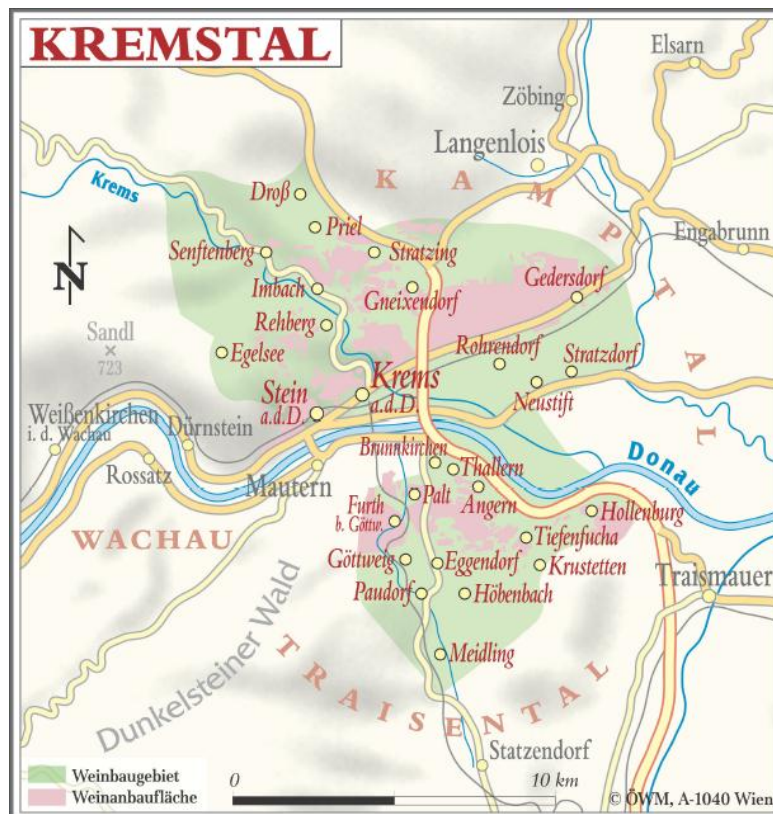 KREMSTAL
Elsarn
Zöbing
Langenlois
Krems
K A M P T A L
Droß
Priel
Engabrunn
N
Senftenberg
Stratzing
Imbach
Gneixendorf
Gedersdorf
Rehberg
Sandl
723
Egelsee
Rohrendorf
Stratzdorf
Krems
a.d.D.
Neustift
Stein
a.d.D.
Weißenkirchen
i. d. Wachau
Dürnstein
Brunnkirchen
Donau
Rossatz
Mautern
Thallern
Palt
Angern
Furth
b. Göttw.
Hollenburg
WACHAU
Tiefenfucha
Göttweig
Eggendorf
Krustetten
Traismauer
Paudorf
Höbenbach
Dunkelsteiner Wald
Meidling
TRAISENTAL
Statzendorf
Weinbaugebiet
Weinanbaufläche
0
10 km
© ÖWM, A-1040 Wien